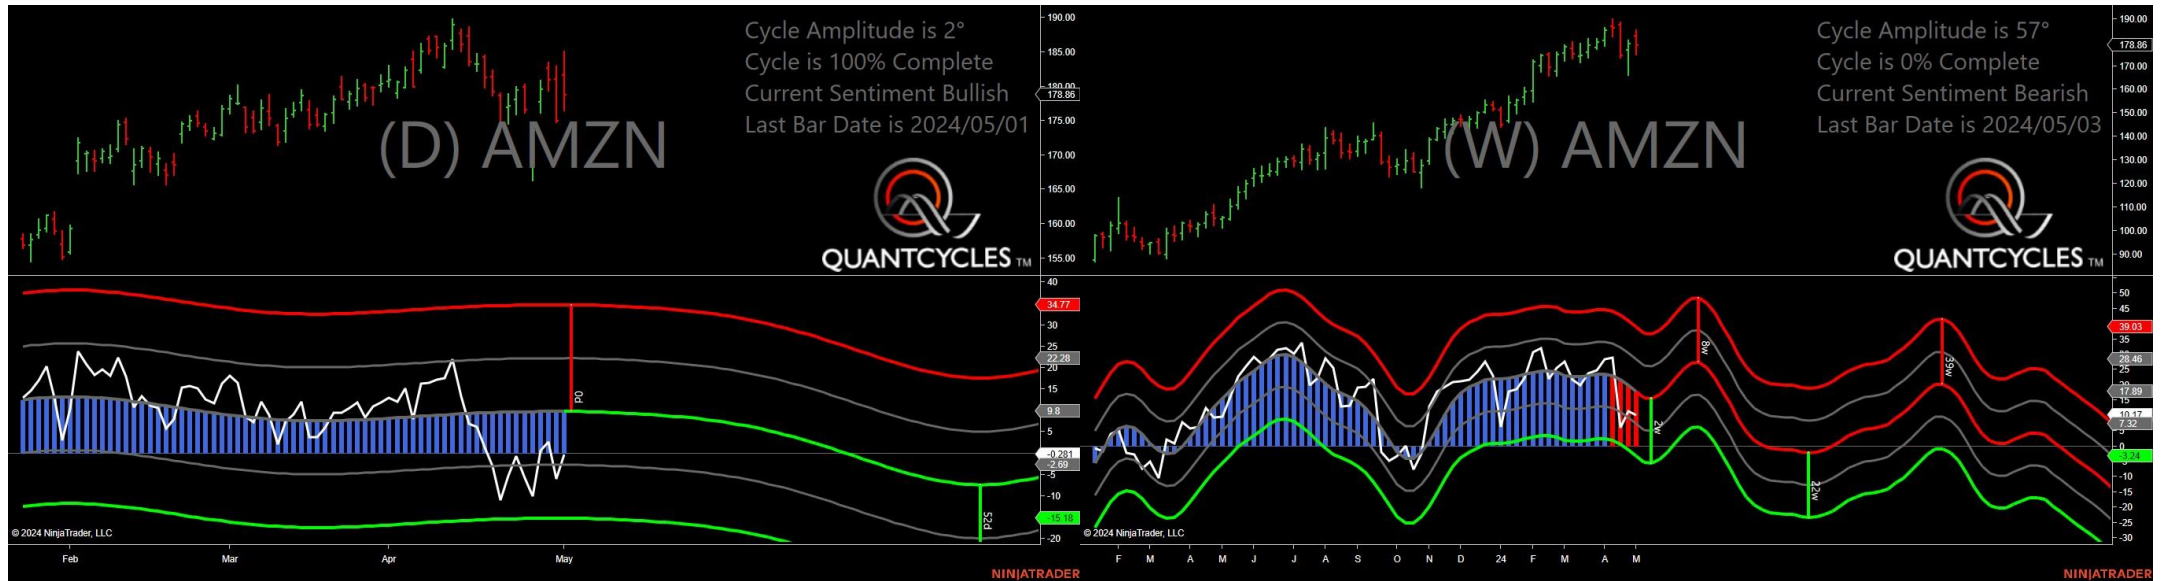 Cycle Amplitude is 2°
Cycle is 100% Complete
Current Sentiment Bullish
Last Bar Date is 2024/05/01
(D) AMZN
QUANTCYCLES TM
190.00
185.00
180.00
178.86
175.00
170.00
165.00
160.00
155.00
40
34.77
30
25
22.28
20
15
9.8
5
-0.281
-2.69
-5
-10
-15.18
-20
0d
52d
© 2024 NinjaTrader, LLC
Feb Mar Apr May
NINJATRADER
Cycle Amplitude is 57°
Cycle is 0% Complete
Current Sentiment Bearish
Last Bar Date is 2024/05/03
(W) AMZN
QUANTCYCLES TM
190.00
178.86
170.00
160.00
150.00
140.00
130.00
120.00
110.00
100.00
90.00
50
45
39.03
35
28.46
25
17.89
15
10.17
7.32
0
-3.24
-10
-15
-20
-25
-30
2w
8w
22w
39w
© 2024 NinjaTrader, LLC
F M A M J J A S O N D 24 F M A M
NINJATRADER